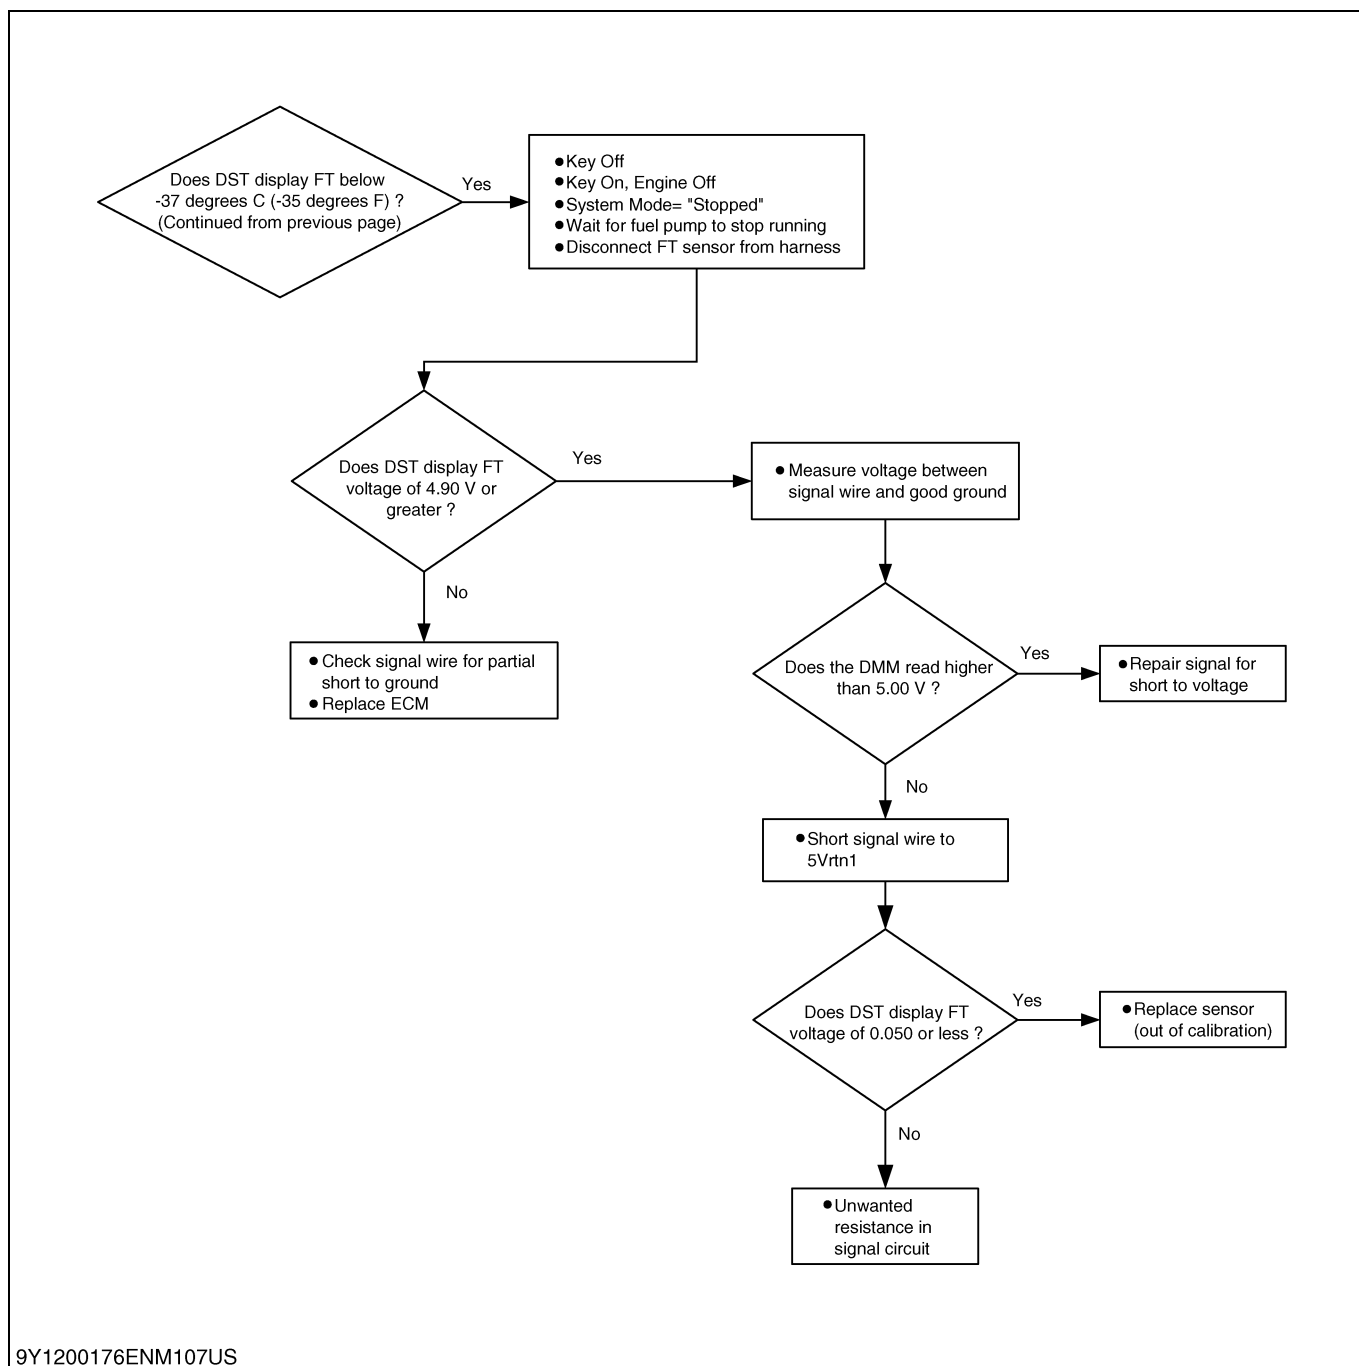 Does DST display FT below
-37 degrees C (-35 degrees F) ?
(Continued from previous page)
Yes
●Key Off
●Key On, Engine Off
●System Mode= "Stopped"
●Wait for fuel pump to stop running
●Disconnect FT sensor from harness
Does DST display FT
voltage of 4.90 V or
greater ?
Yes
● Measure voltage between
signal wire and good ground
No
● Check signal wire for partial
short to ground
● Replace ECM
Does the DMM read higher
than 5.00 V ?
Yes
●Repair signal for
short to voltage
No
●Short signal wire to
5Vrtn1
Does DST display FT
voltage of 0.050 or less ?
Yes
●Replace sensor
(out of calibration)
No
●Unwanted
resistance in
signal circuit
9Y1200176ENM107US